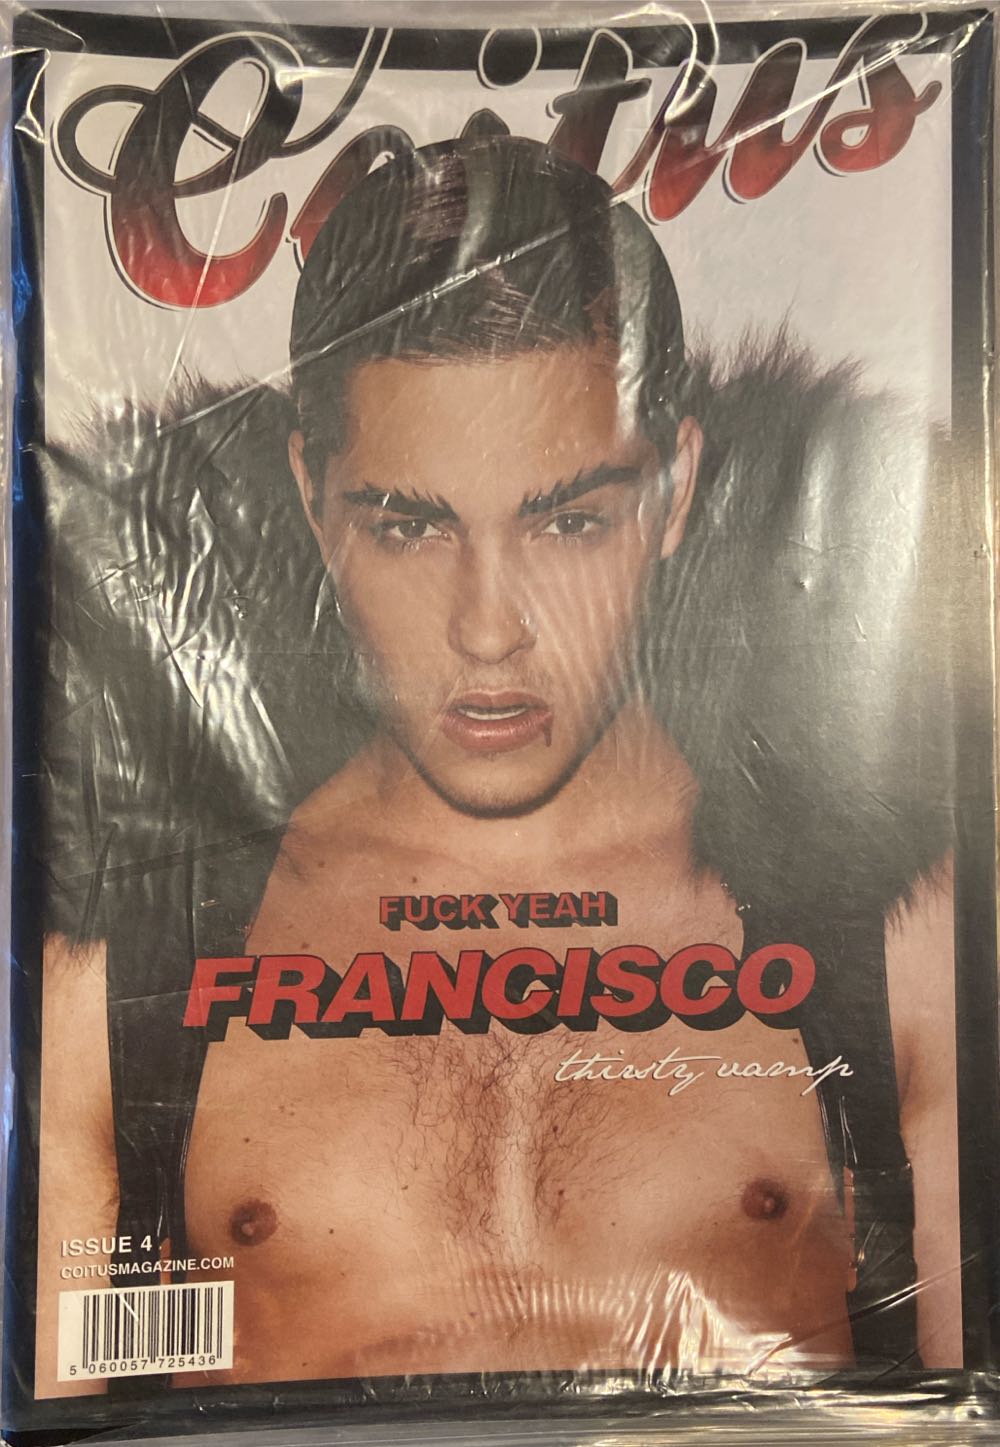 Coitus
FUCK YEAH
FRANCISCO
thirsty vamp
ISSUE 4
COITUSMAGAZINE.COM
5 060057 725436